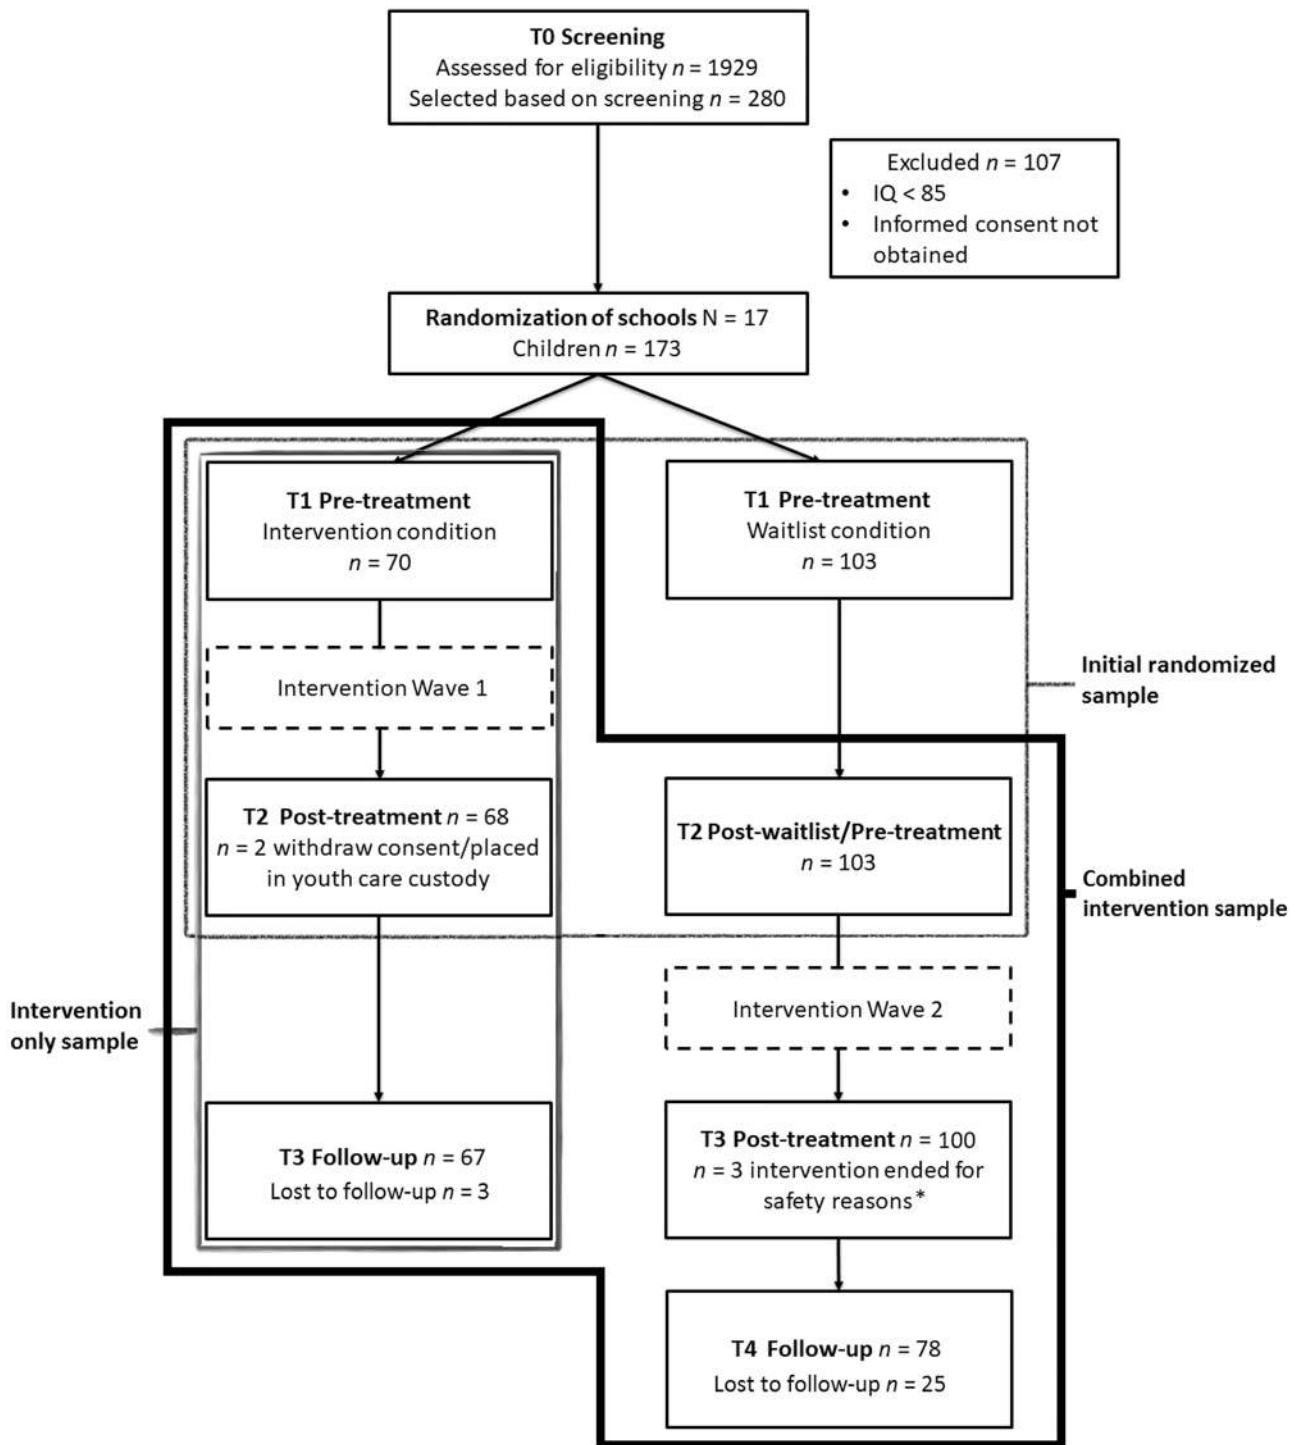 T0 Screening
Assessed for eligibility n = 1929
Selected based on screening n = 280
Excluded n = 107
• IQ < 85
• Informed consent not
obtained
Randomization of schools N = 17
Children n = 173
T1 Pre-treatment
Intervention condition
n = 70
T1 Pre-treatment
Waitlist condition
n = 103
Intervention Wave 1
Initial randomized
sample
T2 Post-treatment n = 68
n = 2 withdraw consent/placed
in youth care custody
T2 Post-waitlist/Pre-treatment
n = 103
Combined
intervention sample
Intervention
only sample
Intervention Wave 2
T3 Follow-up n = 67
Lost to follow-up n = 3
T3 Post-treatment n = 100
n = 3 intervention ended for
safety reasons*
T4 Follow-up n = 78
Lost to follow-up n = 25